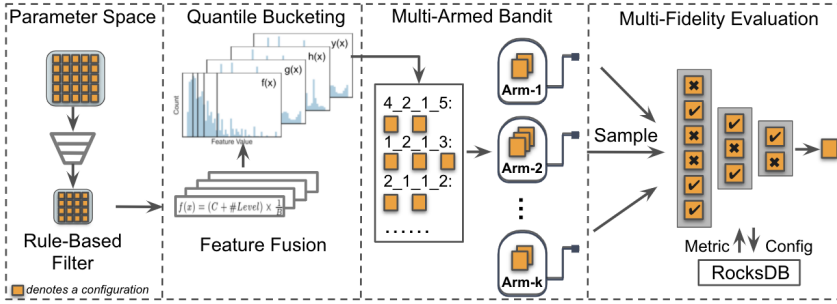 Parameter Space
Quantile Bucketing
Multi-Armed Bandit
Multi-Fidelity Evaluation
Rule-Based
Filter
denotes a configuration
y(x)
h(x)
g(x)
f(x)
Count
Feature Value
f(x) = (C + #Level) ×
Feature Fusion
4_2_1_5:
1_2_1_3:
2_1_1_2:
......
Arm-1
Arm-2
Arm-k
Sample
Metric
Config
RocksDB